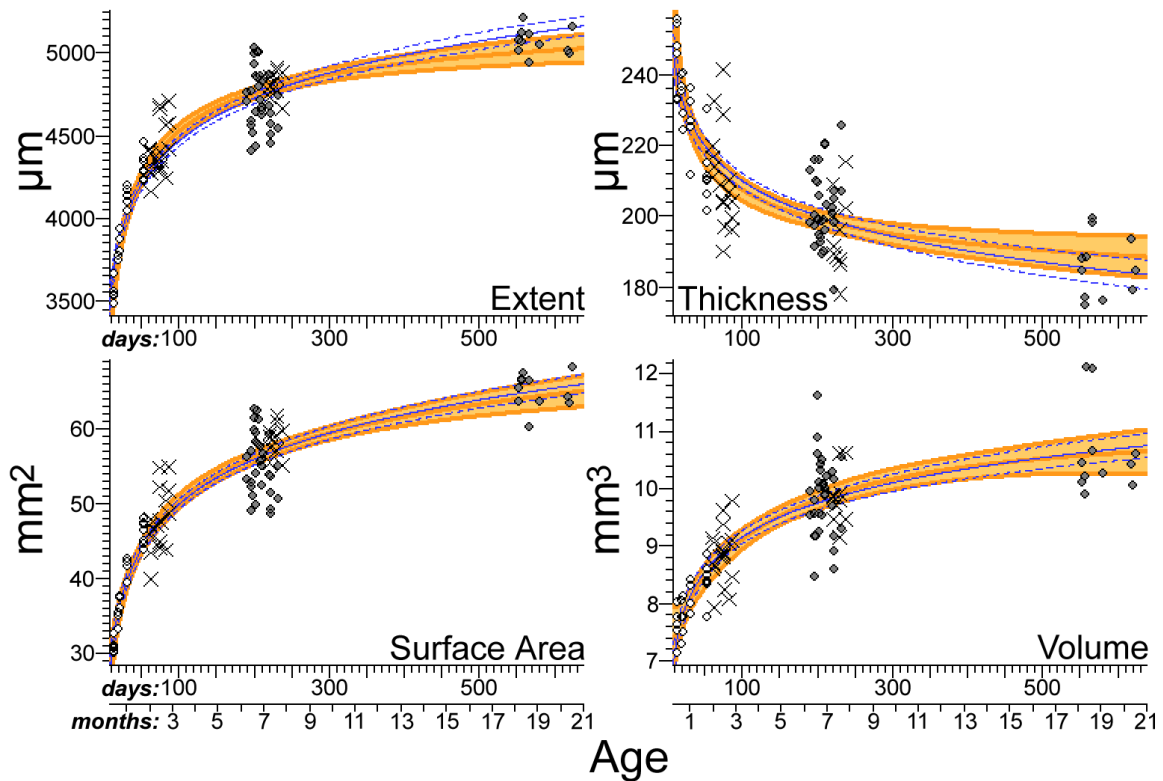 5000
4500
4000
3500
µm
Extent
days: 100 300 500
240
220
200
180
µm
Thickness
100 300 500
60
50
40
30
mm2
Surface Area
days: 100 300 500
months: 3 5 7 9 11 13 15 17 19 21
12
11
10
9
8
7
mm3
Volume
100 300 500
1 3 5 7 9 11 13 15 17 19 21
Age